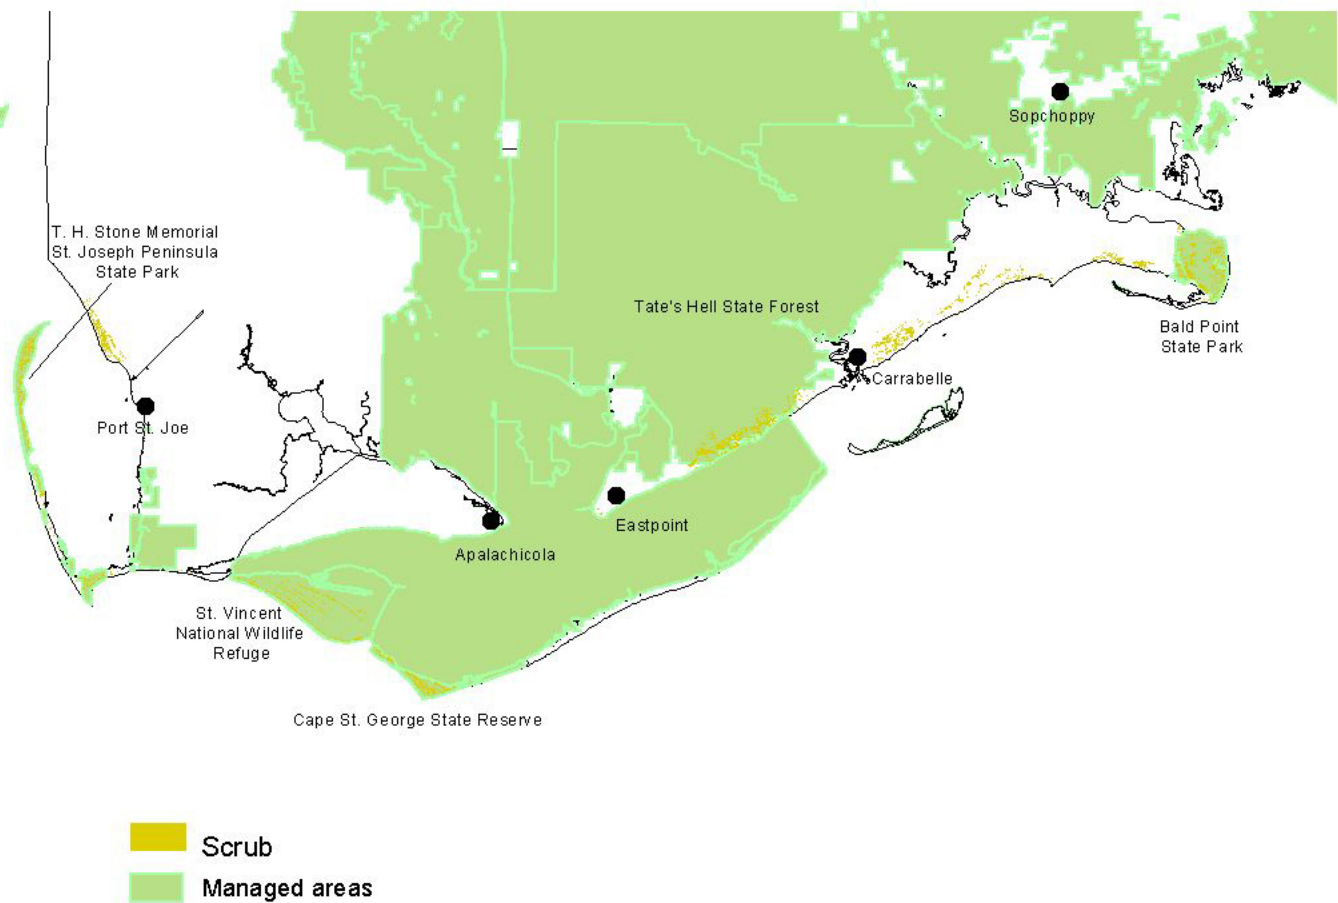 Sopchoppy
T. H. Stone Memorial
St. Joseph Peninsula
State Park
Tate's Hell State Forest
Bald Point
State Park
Carrabelle
Port St. Joe
Eastpoint
Apalachicola
St. Vincent
National Wildlife
Refuge
Cape St. George State Reserve
Scrub
Managed areas